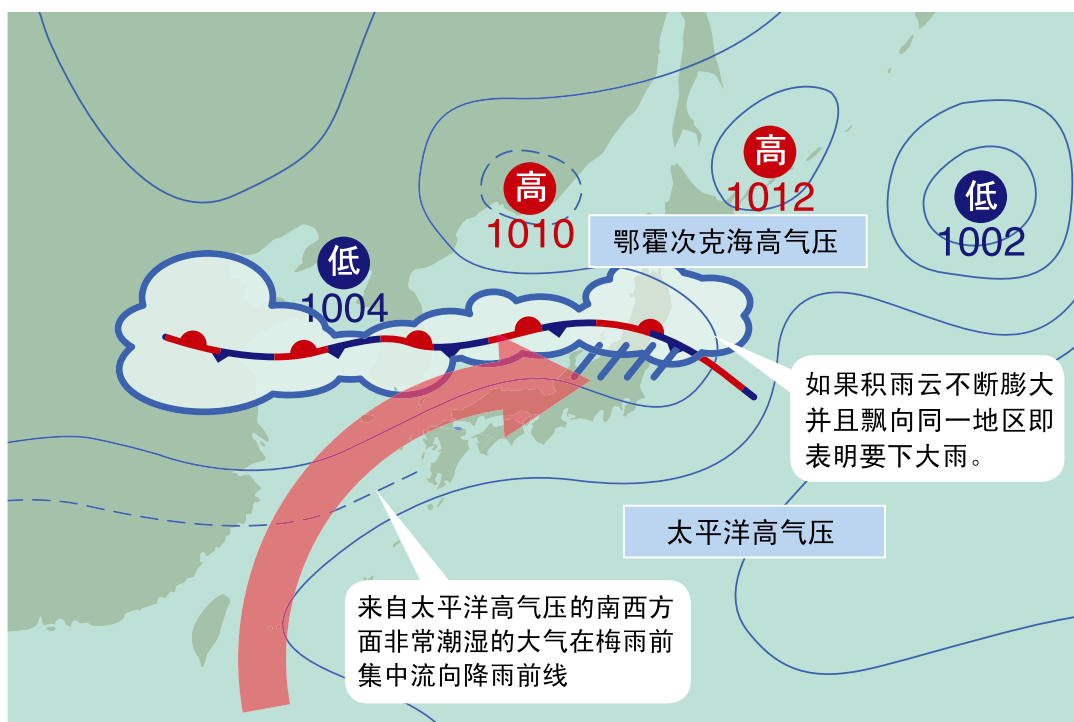 高
1012
高
1010
低
1002
鄂霍次克海高气压
低
1004
如果积雨云不断膨大
并且飘向同一地区即
表明要下大雨。
太平洋高气压
来自太平洋高气压的南西方
面非常潮湿的大气在梅雨前
集中流向降雨前线